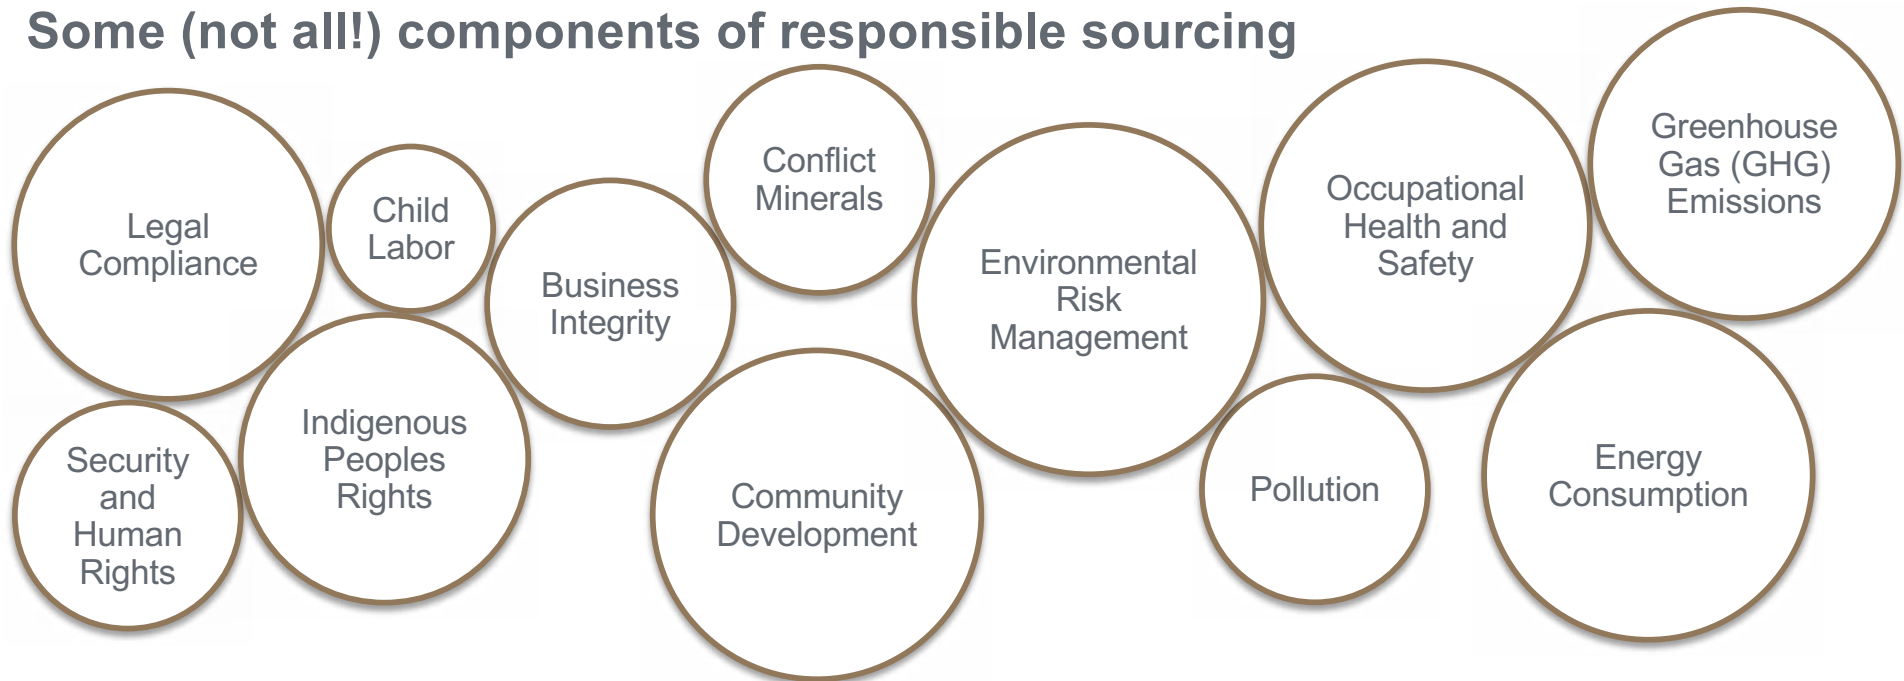 Some (not all!) components of responsible sourcing
Legal
Compliance
Child
Labor
Business
Integrity
Conflict
Minerals
Environmental
Risk
Management
Occupational
Health and
Safety
Greenhouse
Gas (GHG)
Emissions
Security
and
Human
Rights
Indigenous
Peoples
Rights
Community
Development
Pollution
Energy
Consumption